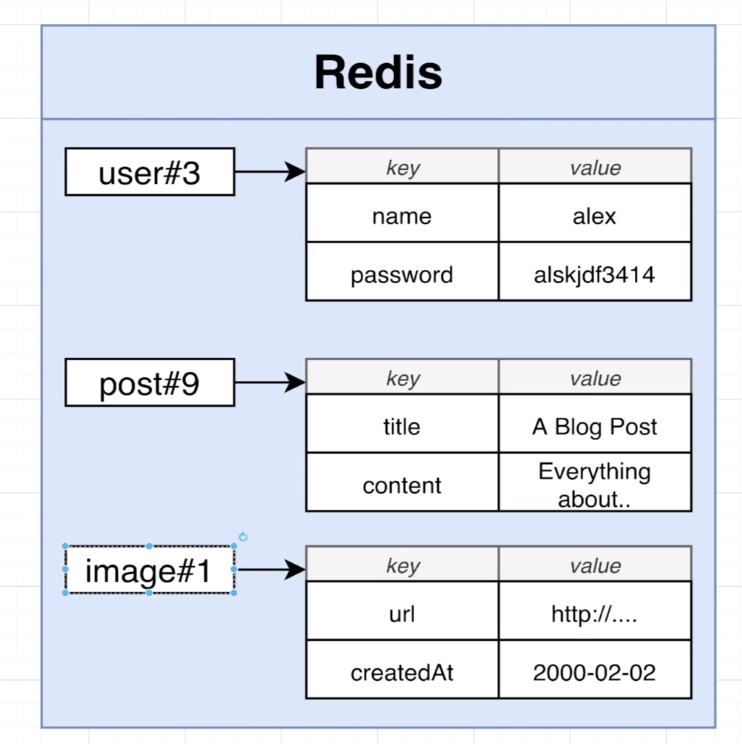 Redis
user#3
key value
name alex
password alskjdf3414
post#9
key value
title A Blog Post
content Everything
about..
image#1
key value
url http://....
createdAt 2000-02-02